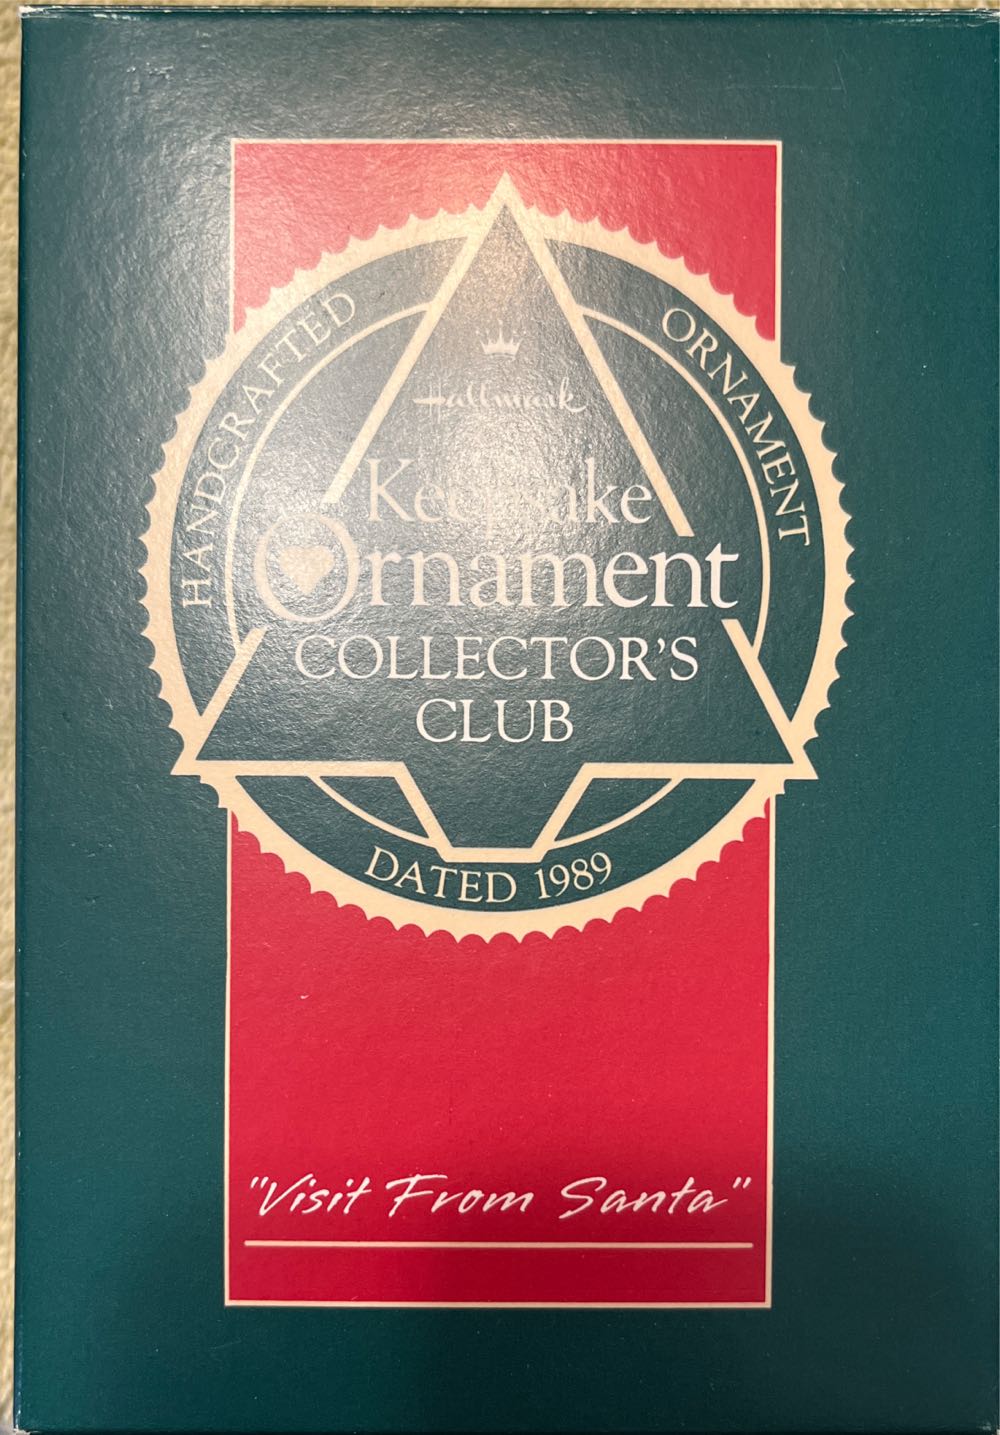 HANDCRAFTED
ORNAMENT
Hallmark
Keepsake
Ornament
COLLECTOR'S
CLUB
DATED 1989
"Visit From Santa"